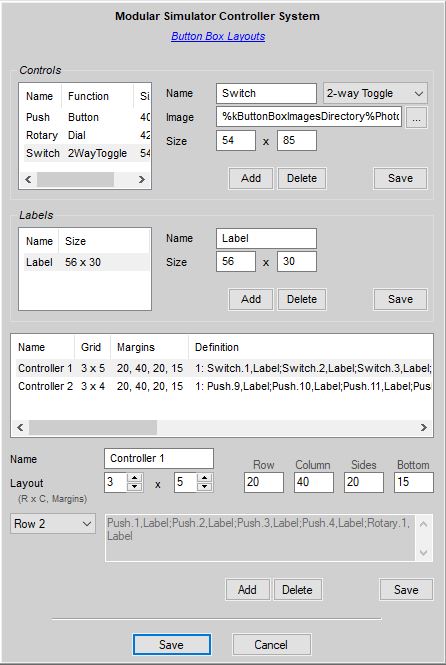 Modular Simulator Controller System
Button Box Layouts
Controls
Name Function Si
Push Button 40
Rotary Dial 42
Switch 2WayToggle 54
Name Switch 2-way Toggle
Image %kButtonBoxImagesDirectory%Photo ...
Size 54 x 85
Add Delete Save
Labels
Name Size
Label 56 x 30
Name Label
Size 56 x 30
Add Delete Save
Name Grid Margins Definition
Controller 1 3 x 5 20, 40, 20, 15 1: Switch.1,Label;Switch.2,Label;Switch.3,Label;
Controller 2 3 x 4 20, 40, 20, 15 1: Push.9,Label;Push.10,Label;Push.11,Label;Pus
Name Controller 1
Row Column Sides Bottom
Layout 3 x 5 20 40 20 15
(R x C, Margins)
Row 2
Push.1,Label;Push.2,Label;Push.3,Label;Push.4,Label;Rotary.1,
Label
Add Delete Save
Save Cancel